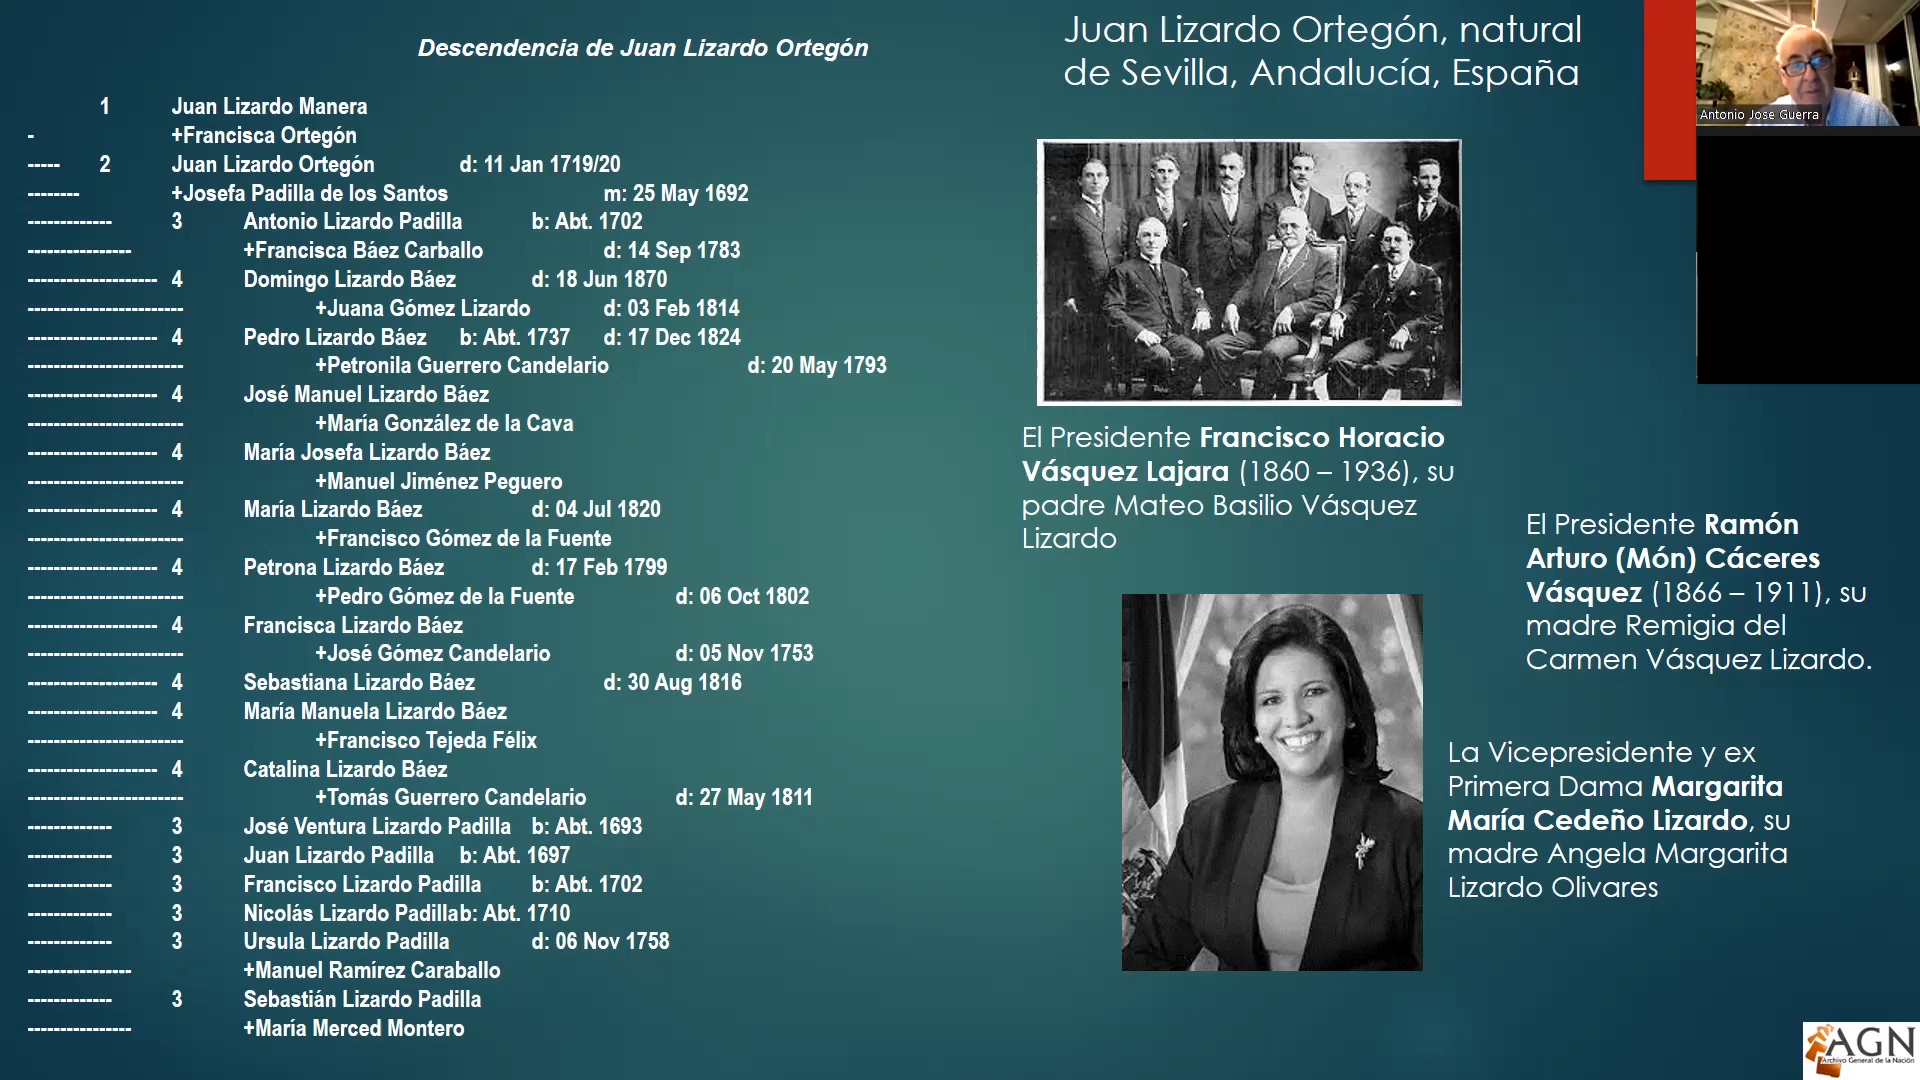 Descendencia de Juan Lizardo Ortegón
1 Juan Lizardo Manera
- +Francisca Ortegón
----- 2 Juan Lizardo Ortegón d: 11 Jan 1719/20
-------- +Josefa Padilla de los Santos m: 25 May 1692
------------- 3 Antonio Lizardo Padilla b: Abt. 1702
---------------- +Francisca Báez Carballo d: 14 Sep 1783
-------------------- 4 Domingo Lizardo Báez d: 18 Jun 1870
------------------------ +Juana Gómez Lizardo d: 03 Feb 1814
-------------------- 4 Pedro Lizardo Báez b: Abt. 1737 d: 17 Dec 1824
------------------------ +Petronila Guerrero Candelario d: 20 May 1793
-------------------- 4 José Manuel Lizardo Báez
------------------------ +María González de la Cava
-------------------- 4 María Josefa Lizardo Báez
------------------------ +Manuel Jiménez Peguero
-------------------- 4 María Lizardo Báez d: 04 Jul 1820
------------------------ +Francisco Gómez de la Fuente
-------------------- 4 Petrona Lizardo Báez d: 17 Feb 1799
------------------------ +Pedro Gómez de la Fuente d: 06 Oct 1802
-------------------- 4 Francisca Lizardo Báez
------------------------ +José Gómez Candelario d: 05 Nov 1753
-------------------- 4 Sebastiana Lizardo Báez d: 30 Aug 1816
-------------------- 4 María Manuela Lizardo Báez
------------------------ +Francisco Tejeda Félix
-------------------- 4 Catalina Lizardo Báez
------------------------ +Tomás Guerrero Candelario d: 27 May 1811
------------- 3 José Ventura Lizardo Padilla b: Abt. 1693
------------- 3 Juan Lizardo Padilla b: Abt. 1697
------------- 3 Francisco Lizardo Padilla b: Abt. 1702
------------- 3 Nicolás Lizardo Padillab: Abt. 1710
------------- 3 Ursula Lizardo Padilla d: 06 Nov 1758
---------------- +Manuel Ramírez Caraballo
------------- 3 Sebastián Lizardo Padilla
---------------- +María Merced Montero
Juan Lizardo Ortegón, natural
de Sevilla, Andalucía, España
El Presidente Francisco Horacio
Vásquez Lajara (1860 – 1936), su
padre Mateo Basilio Vásquez
Lizardo
El Presidente Ramón
Arturo (Món) Cáceres
Vásquez (1866 – 1911), su
madre Remigia del
Carmen Vásquez Lizardo.
La Vicepresidente y ex
Primera Dama Margarita
María Cedeño Lizardo, su
madre Angela Margarita
Lizardo Olivares
Antonio Jose Guerra
AGN
Archivo General de la Nación